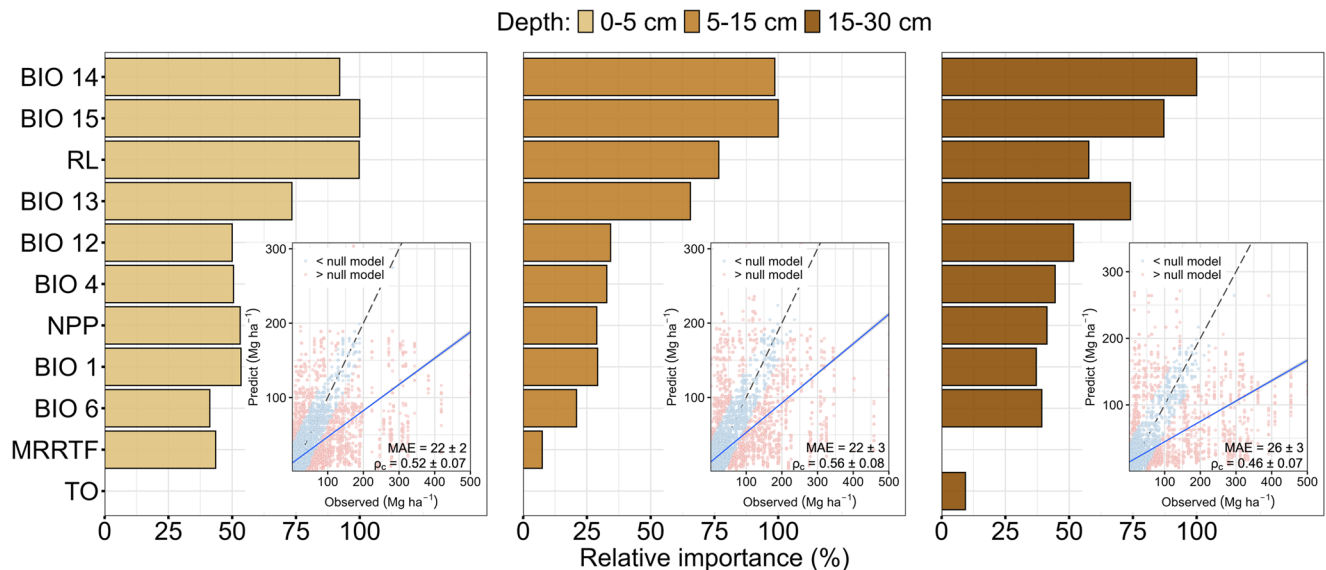 Depth: 0-5 cm 5-15 cm 15-30 cm
BIO 14
BIO 15
RL
BIO 13
BIO 12
BIO 4
NPP
BIO 1
BIO 6
MRRTF
TO
300
200
100
Predict (Mg ha⁻¹)
< null model
> null model
MAE = 22 ± 2
ρc = 0.52 ± 0.07
100 200 300 400 500
Observed (Mg ha⁻¹)
300
200
100
Predict (Mg ha⁻¹)
< null model
> null model
MAE = 22 ± 3
ρc = 0.56 ± 0.08
100 200 300 400 500
Observed (Mg ha⁻¹)
300
200
100
Predict (Mg ha⁻¹)
< null model
> null model
MAE = 26 ± 3
ρc = 0.46 ± 0.07
100 200 300 400 500
Observed (Mg ha⁻¹)
0 25 50 75 100
0 25 50 75 100
0 25 50 75 100
Relative importance (%)